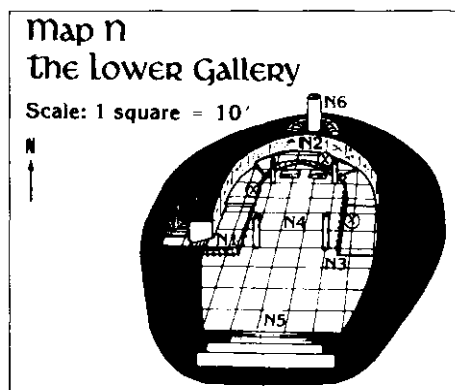 Map N
The Lower Gallery
Scale: 1 square = 10'
N
N6
N2
N4
N1
N3
N5